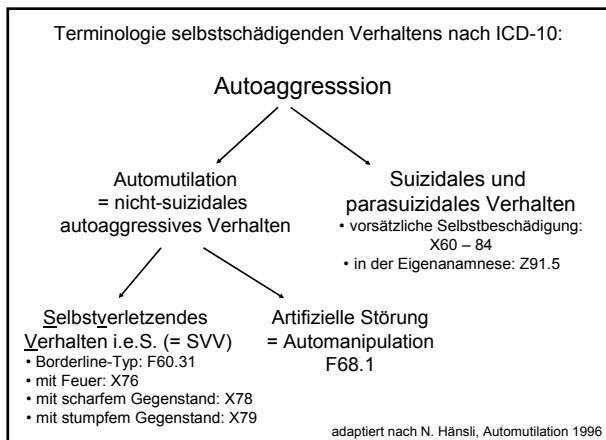 Terminologie selbstschädigenden Verhaltens nach ICD-10:
Autoaggresssion
Automutilation
= nicht-suizidales
autoaggressives Verhalten
Suizidales und
parasuizidales Verhalten
• vorsätzliche Selbstbeschädigung:
X60 – 84
• in der Eigenanamnese: Z91.5
Selbstverletzendes
Verhalten i.e.S. (= SVV)
• Borderline-Typ: F60.31
• mit Feuer: X76
• mit scharfem Gegenstand: X78
• mit stumpfem Gegenstand: X79
Artifizielle Störung
= Automanipulation
F68.1
adaptiert nach N. Hänsli, Automutilation 1996